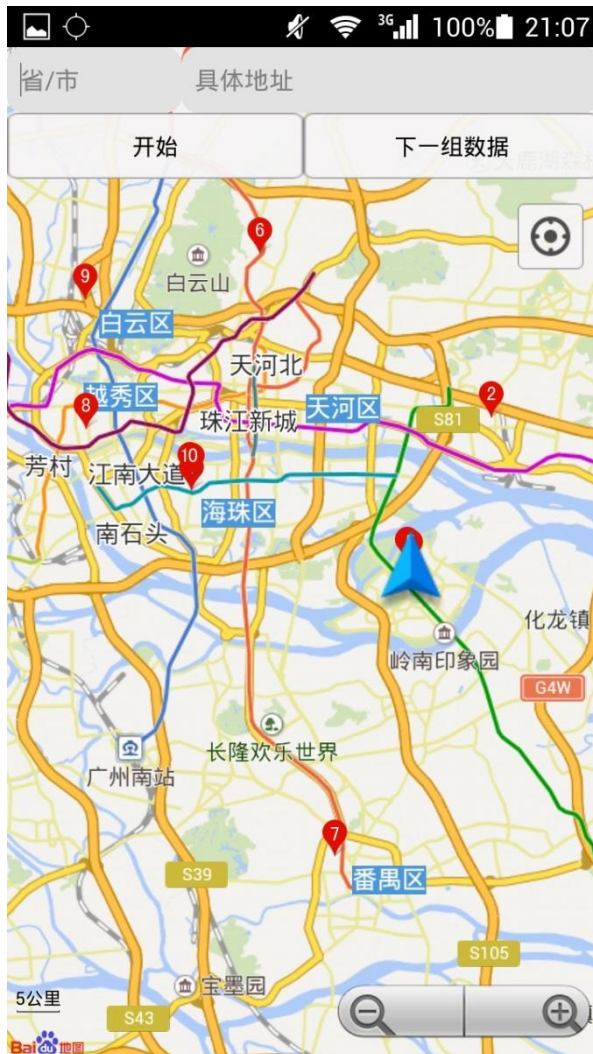 3G 100% 21:07
省/市 具体地址
开始 下一组数据
6
白云山
9
白云区
天河北
2
越秀区
8
天河区
珠江新城
S81
10
芳村 江南大道
海珠区
南石头
化龙镇
岭南印象园
G4W
长隆欢乐世界
广州南站
7
S39
番禺区
S105
宝墨园
5公里
S43
Bai du 地图